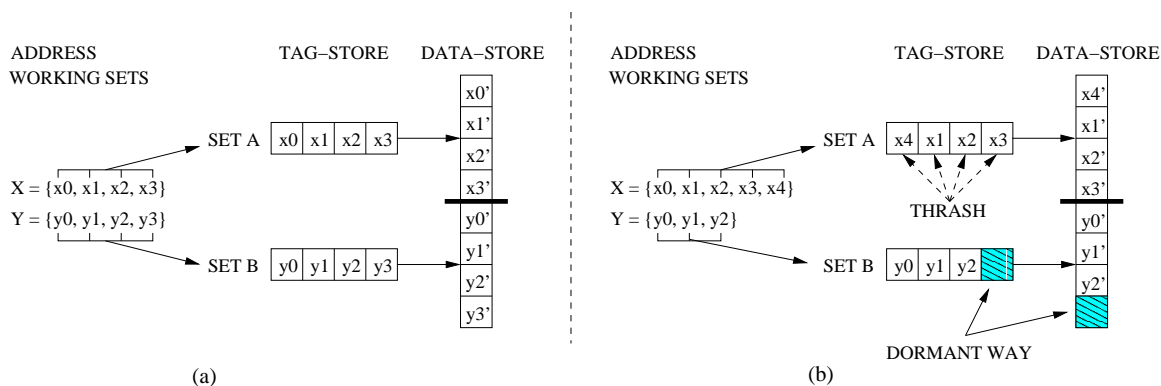 ADDRESS
WORKING SETS
TAG–STORE
DATA–STORE
SET A
x0 x1 x2 x3
x0’
x1’
x2’
x3’
X = {x0, x1, x2, x3}
Y = {y0, y1, y2, y3}
SET B
y0 y1 y2 y3
y0’
y1’
y2’
y3’
(a)
ADDRESS
WORKING SETS
TAG–STORE
DATA–STORE
SET A
x4 x1 x2 x3
x4’
x1’
x2’
x3’
X = {x0, x1, x2, x3, x4}
THRASH
Y = {y0, y1, y2}
SET B
y0 y1 y2
y0’
y1’
y2’
DORMANT WAY
(b)